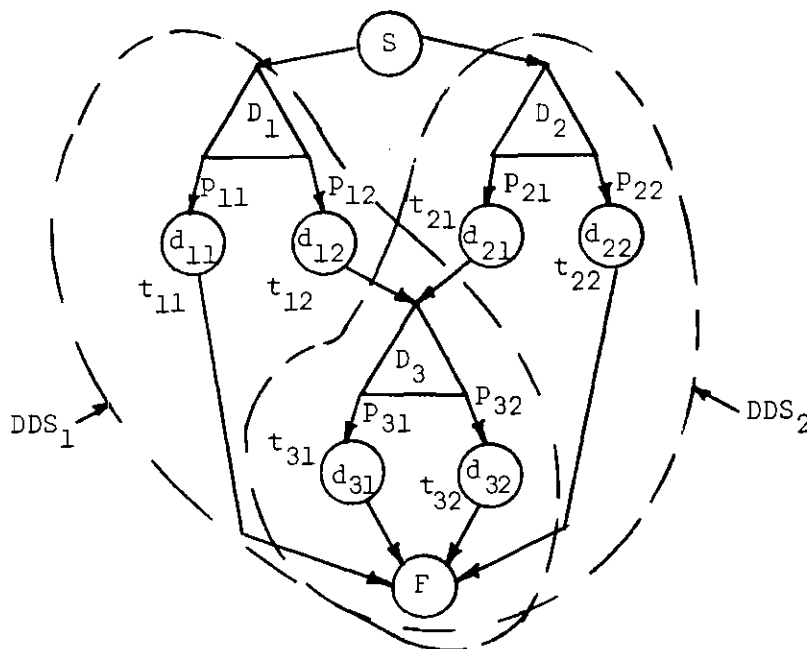 S
D₁ D₂
P₁₁ P₁₂ t₂₁ P₂₁ P₂₂
d₁₁ d₁₂ d₂₁ d₂₂
t₁₁ t₁₂ t₂₂
D₃
DDS₁ P₃₁ P₃₂ DDS₂
t₃₁ d₃₁ t₃₂ d₃₂
F